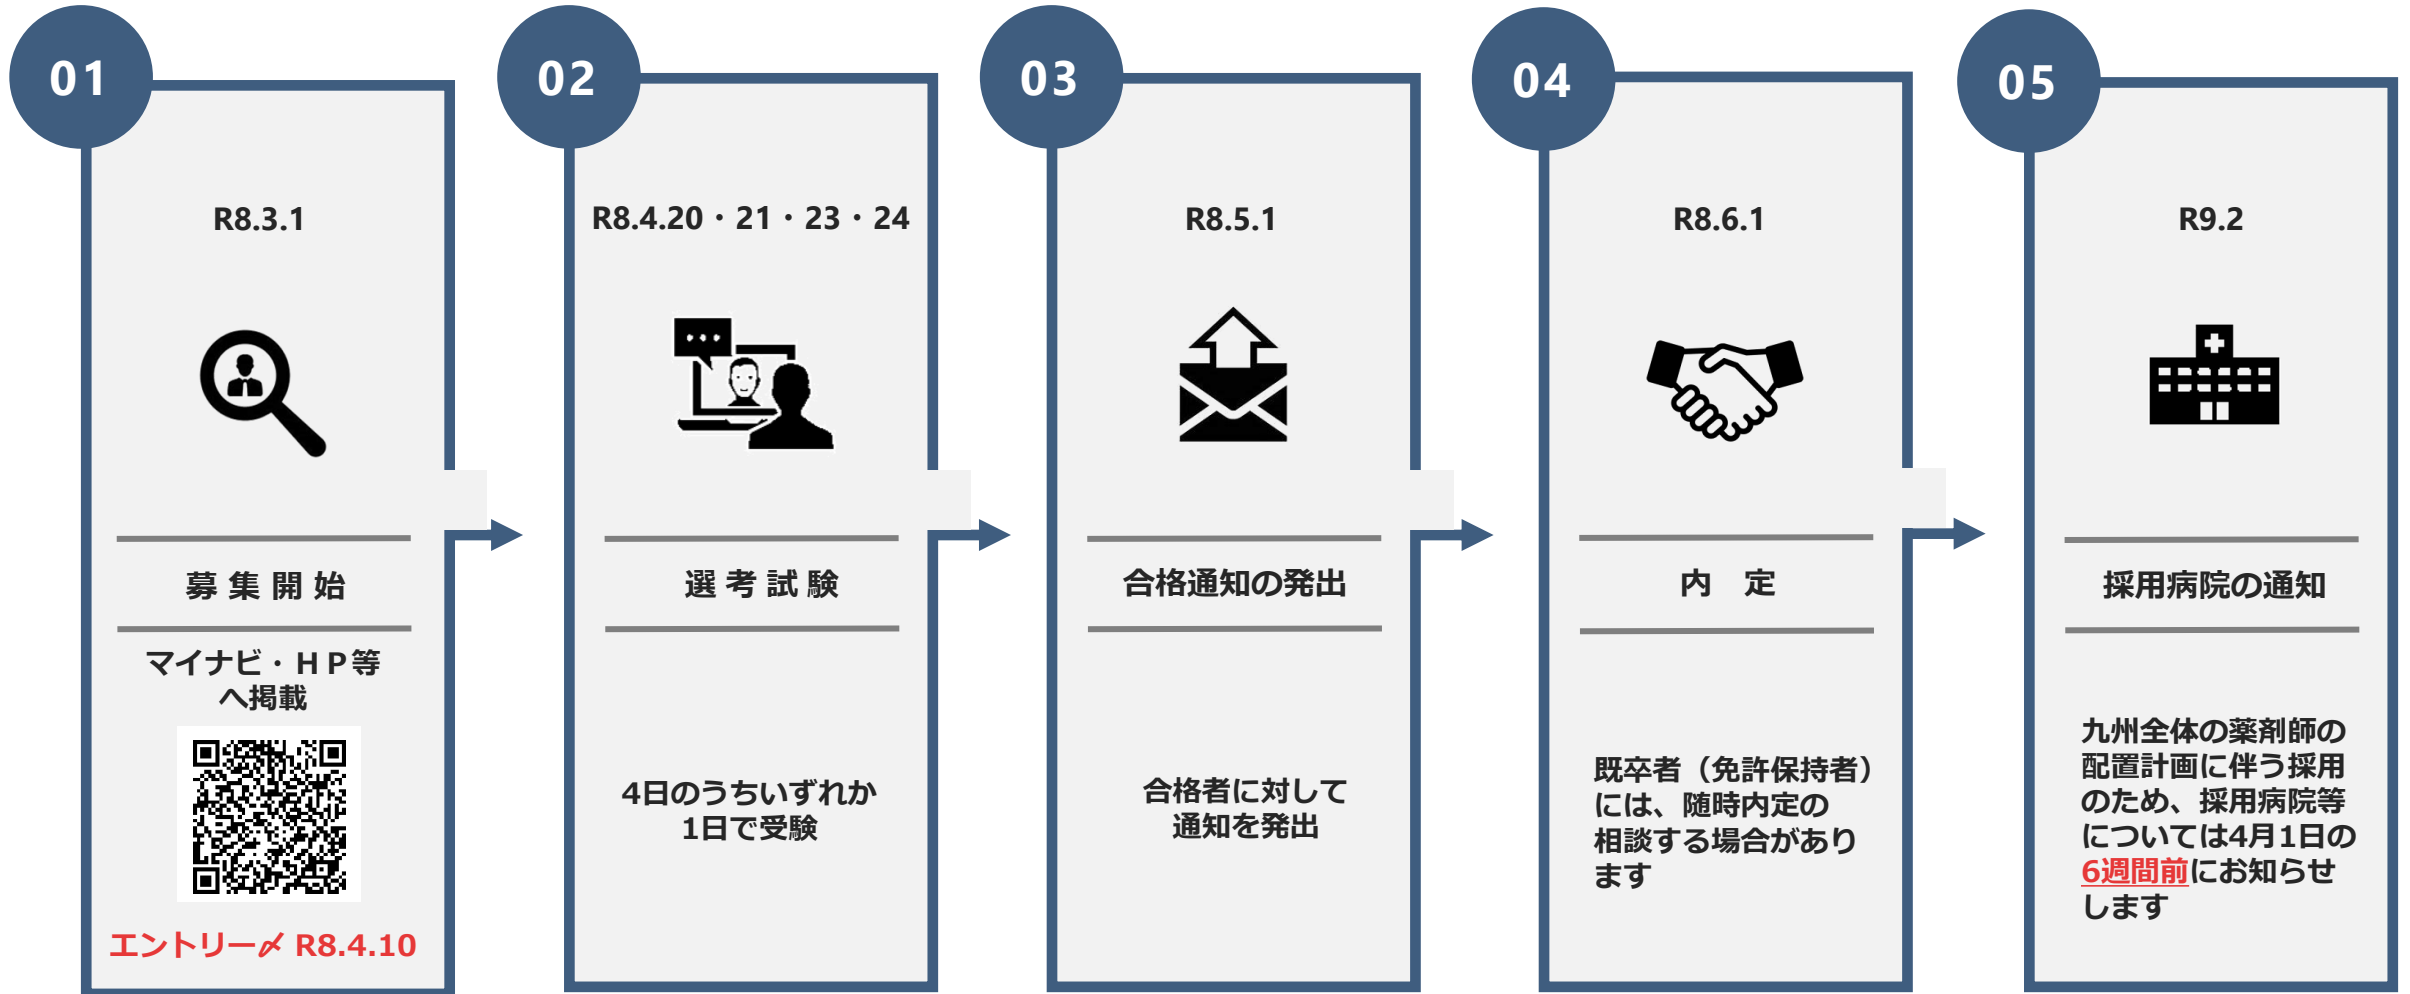 01
R8.3.1
募集開始
マイナビ・ＨＰ等
へ掲載
エントリー〆 R8.4.10
02
R8.4.20・21・23・24
選考試験
4日のうちいずれか
1日で受験
03
R8.5.1
合格通知の発出
合格者に対して
通知を発出
04
R8.6.1
内　定
既卒者（免許保持者）
には、随時内定の
相談する場合があり
ます
05
R9.2
採用病院の通知
九州全体の薬剤師の
配置計画に伴う採用
のため、採用病院等
については4月1日の
6週間前にお知らせ
します